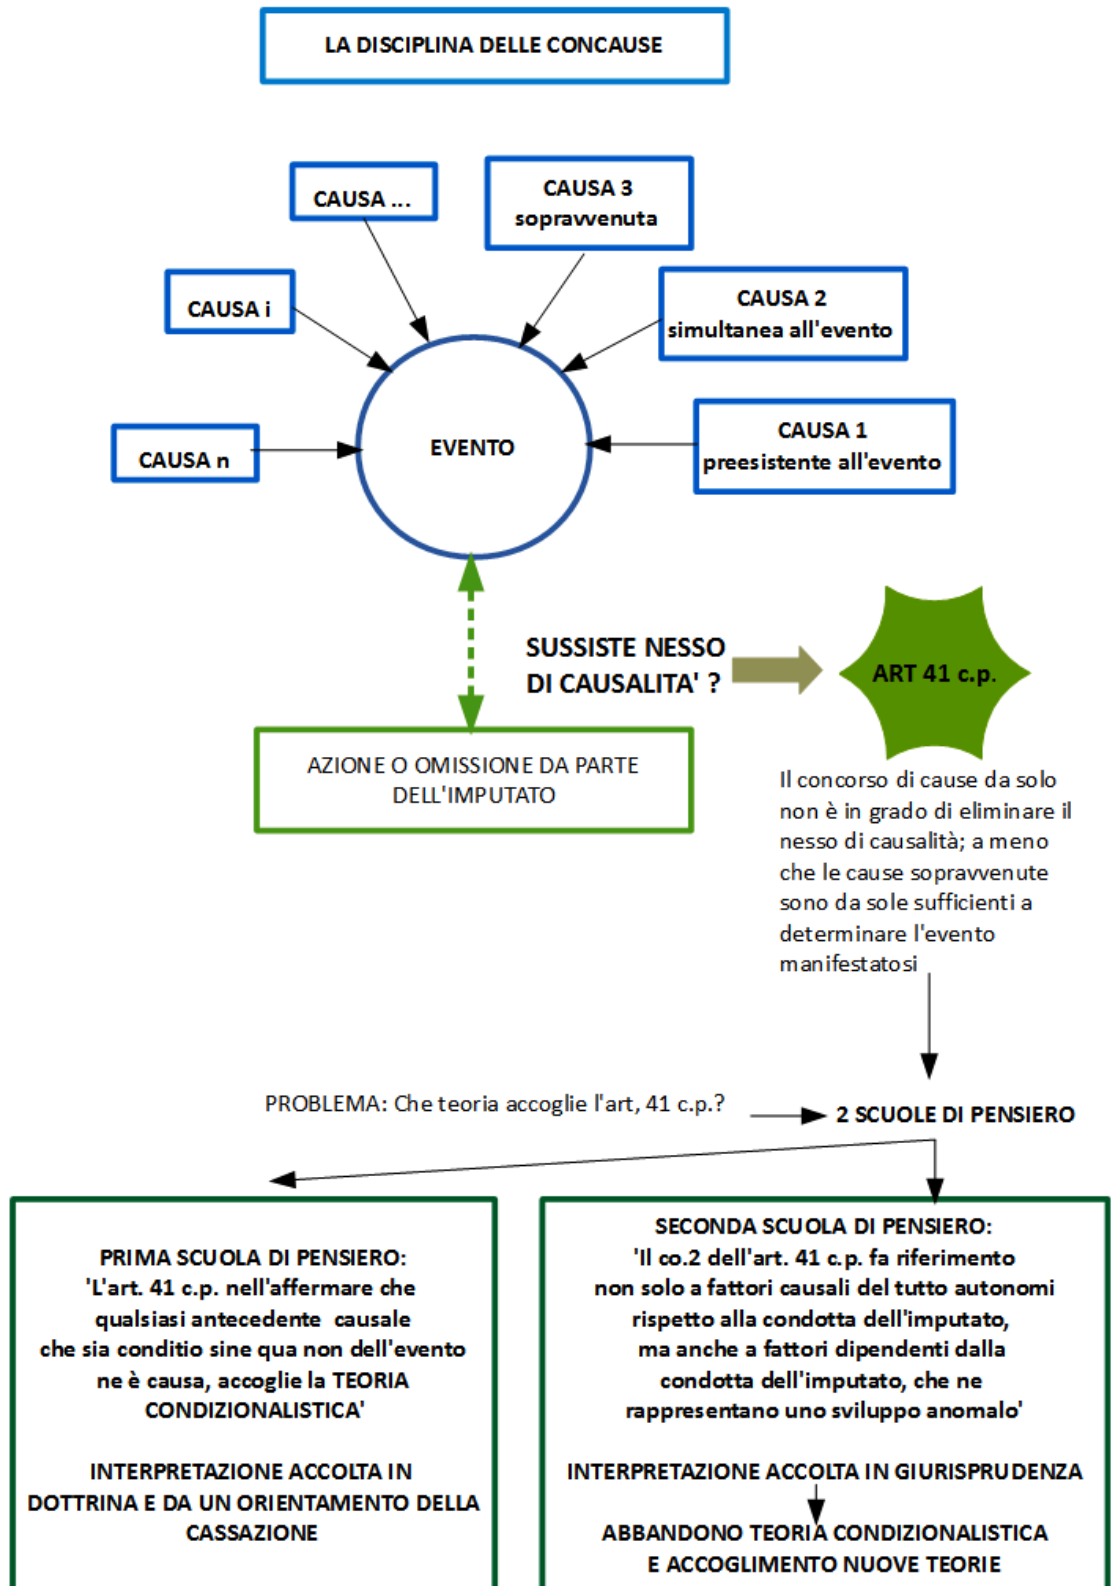 LA DISCIPLINA DELLE CONCAUSE
CAUSA ...
CAUSA 3
sopravvenuta
CAUSA i
CAUSA 2
simultanea all'evento
CAUSA n
EVENTO
CAUSA 1
preesistente all'evento
SUSSISTE NESSO
DI CAUSALITA' ?
ART 41 c.p.
AZIONE O OMISSIONE DA PARTE
DELL'IMPUTATO
Il concorso di cause da solo
non è in grado di eliminare il
nesso di causalità; a meno
che le cause sopravvenute
sono da sole sufficienti a
determinare l'evento
manifestatosi
PROBLEMA: Che teoria accoglie l'art, 41 c.p.?
2 SCUOLE DI PENSIERO
PRIMA SCUOLA DI PENSIERO:
'L'art. 41 c.p. nell'affermare che
qualsiasi antecedente causale
che sia conditio sine qua non dell'evento
ne è causa, accoglie la TEORIA
CONDIZIONALISTICA'
INTERPRETAZIONE ACCOLTA IN
DOTTRINA E DA UN ORIENTAMENTO DELLA
CASSAZIONE
SECONDA SCUOLA DI PENSIERO:
'Il co.2 dell'art. 41 c.p. fa riferimento
non solo a fattori causali del tutto autonomi
rispetto alla condotta dell'imputato,
ma anche a fattori dipendenti dalla
condotta dell'imputato, che ne
rappresentano uno sviluppo anomalo'
INTERPRETAZIONE ACCOLTA IN GIURISPRUDENZA
ABBANDONO TEORIA CONDIZIONALISTICA
E ACCOGLIMENTO NUOVE TEORIE